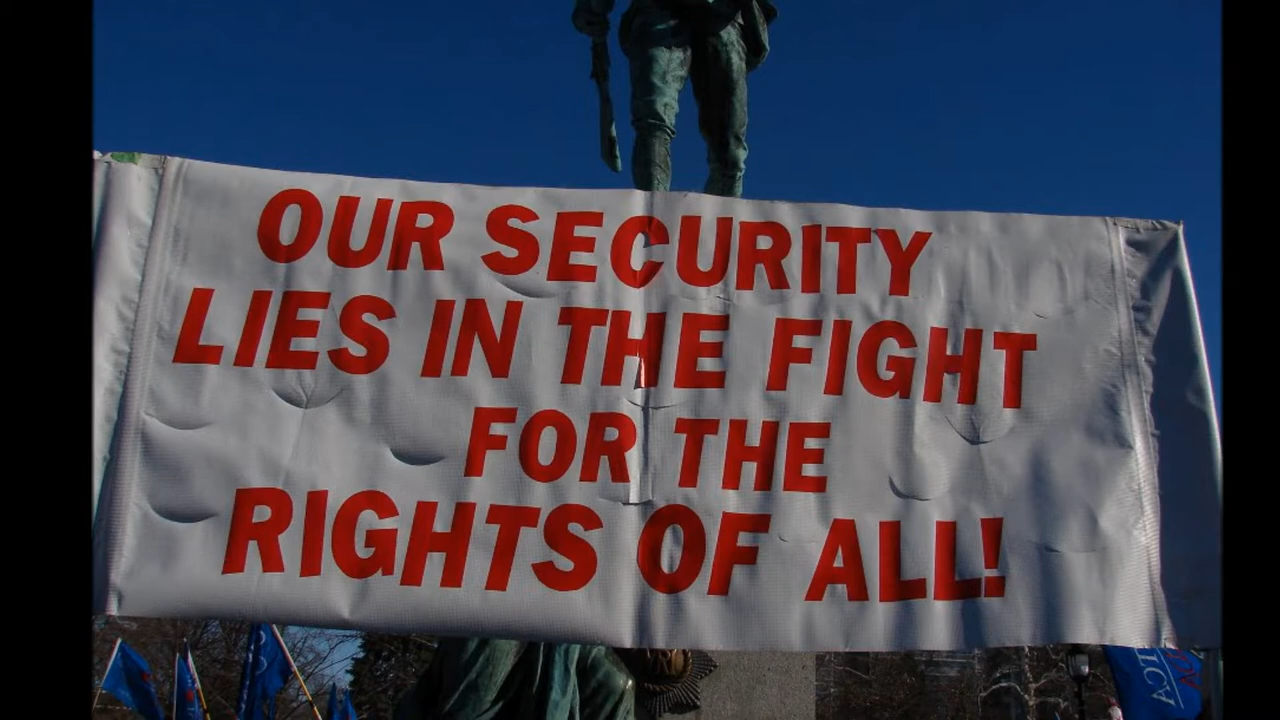 OUR SECURITY
LIES IN THE FIGHT
FOR THE
RIGHTS OF ALL!